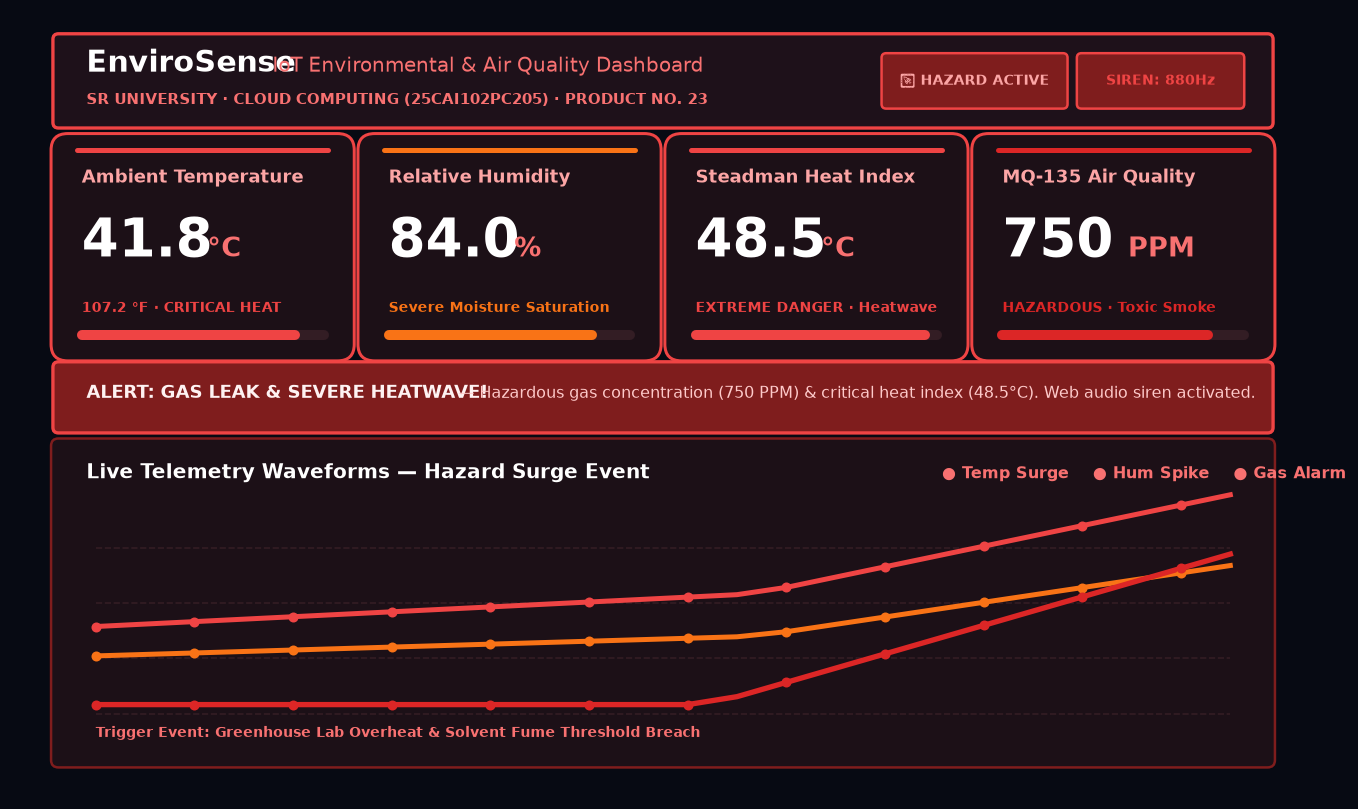 EnviroSense IoT Environmental & Air Quality Dashboard
SR UNIVERSITY · CLOUD COMPUTING (25CAI102PC205) · PRODUCT NO. 23
HAZARD ACTIVE
SIREN: 880Hz
Ambient Temperature
41.8°C
107.2 °F · CRITICAL HEAT
Relative Humidity
84.0%
Severe Moisture Saturation
Steadman Heat Index
48.5°C
EXTREME DANGER · Heatwave
MQ-135 Air Quality
750 PPM
HAZARDOUS · Toxic Smoke
ALERT: GAS LEAK & SEVERE HEATWAVE! — Hazardous gas concentration (750 PPM) & critical heat index (48.5°C). Web audio siren activated.
Live Telemetry Waveforms — Hazard Surge Event
● Temp Surge ● Hum Spike ● Gas Alarm
Trigger Event: Greenhouse Lab Overheat & Solvent Fume Threshold Breach